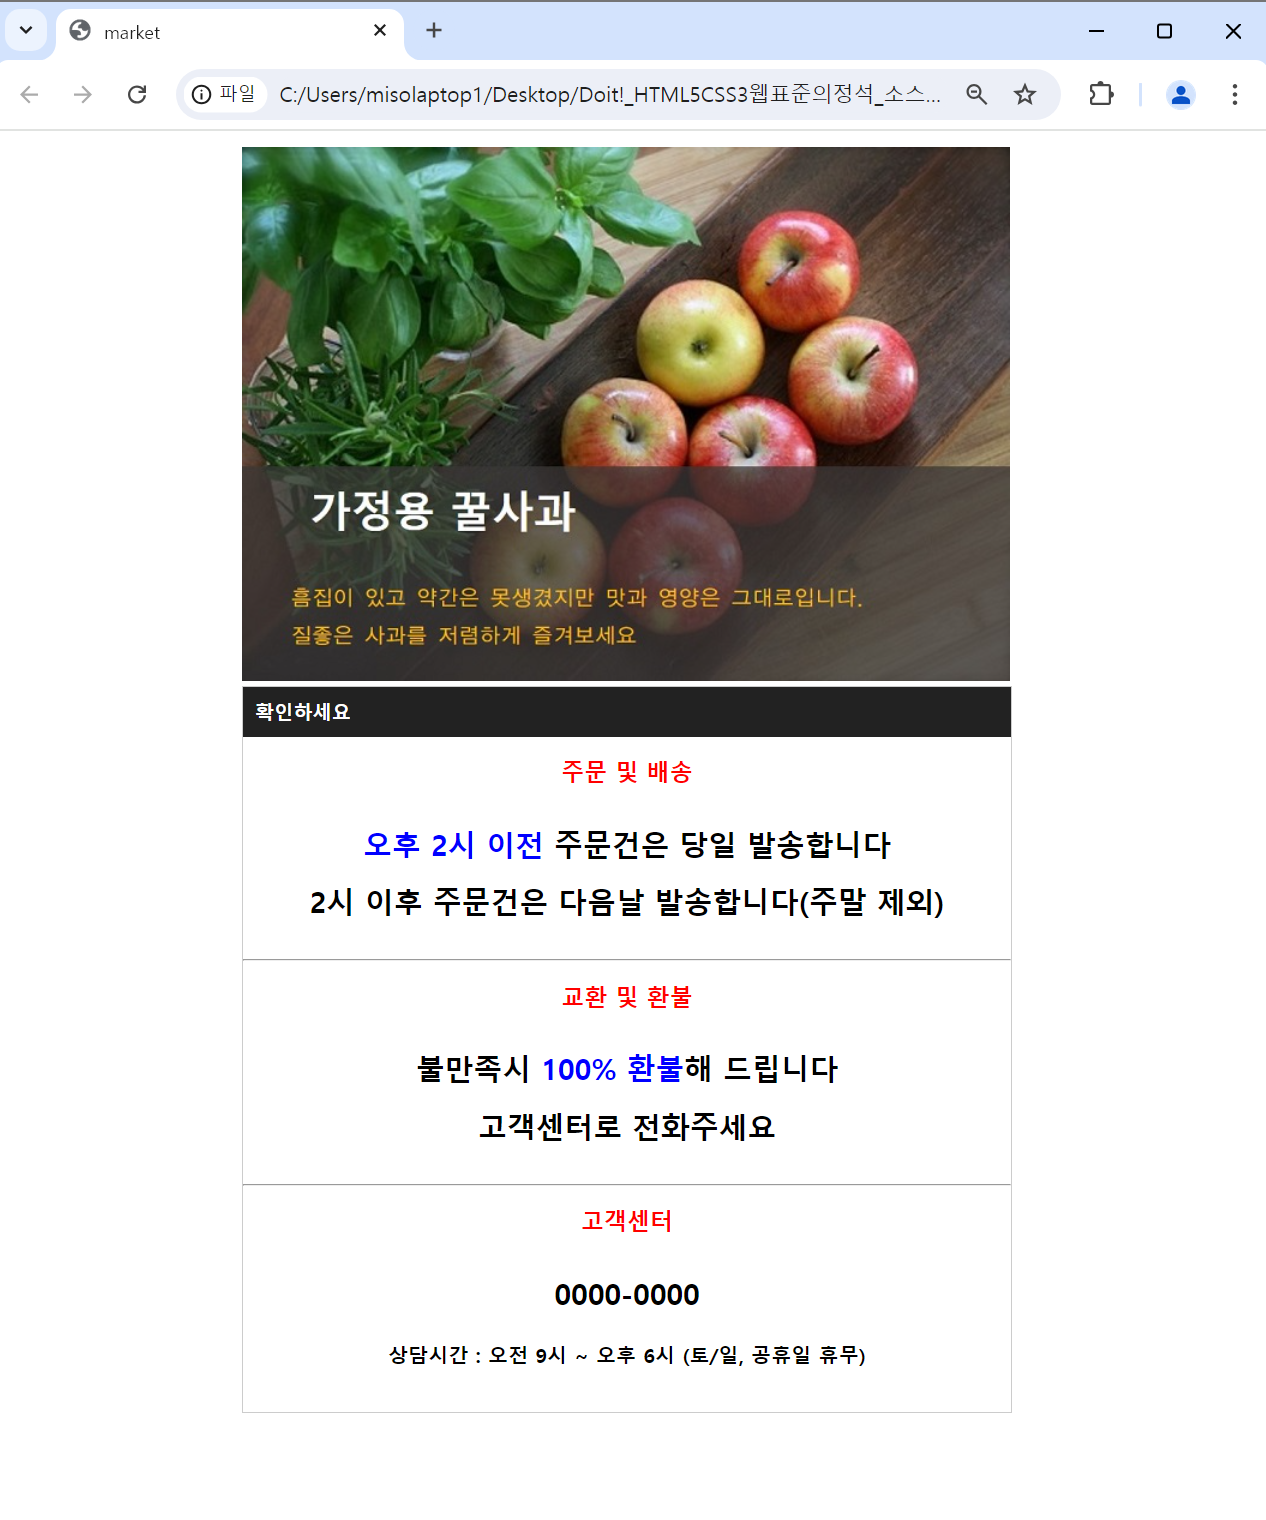 market
파일
C:/Users/misolaptop1/Desktop/Doit!_HTML5CSS3웹표준의정석_소스...
가정용 꿀사과
흠집이 있고 약간은 못생겼지만 맛과 영양은 그대로입니다.
질좋은 사과를 저렴하게 즐겨보세요
확인하세요
주문 및 배송
오후 2시 이전 주문건은 당일 발송합니다
2시 이후 주문건은 다음날 발송합니다(주말 제외)
교환 및 환불
불만족시 100% 환불해 드립니다
고객센터로 전화주세요
고객센터
0000-0000
상담시간 : 오전 9시 ~ 오후 6시 (토/일, 공휴일 휴무)